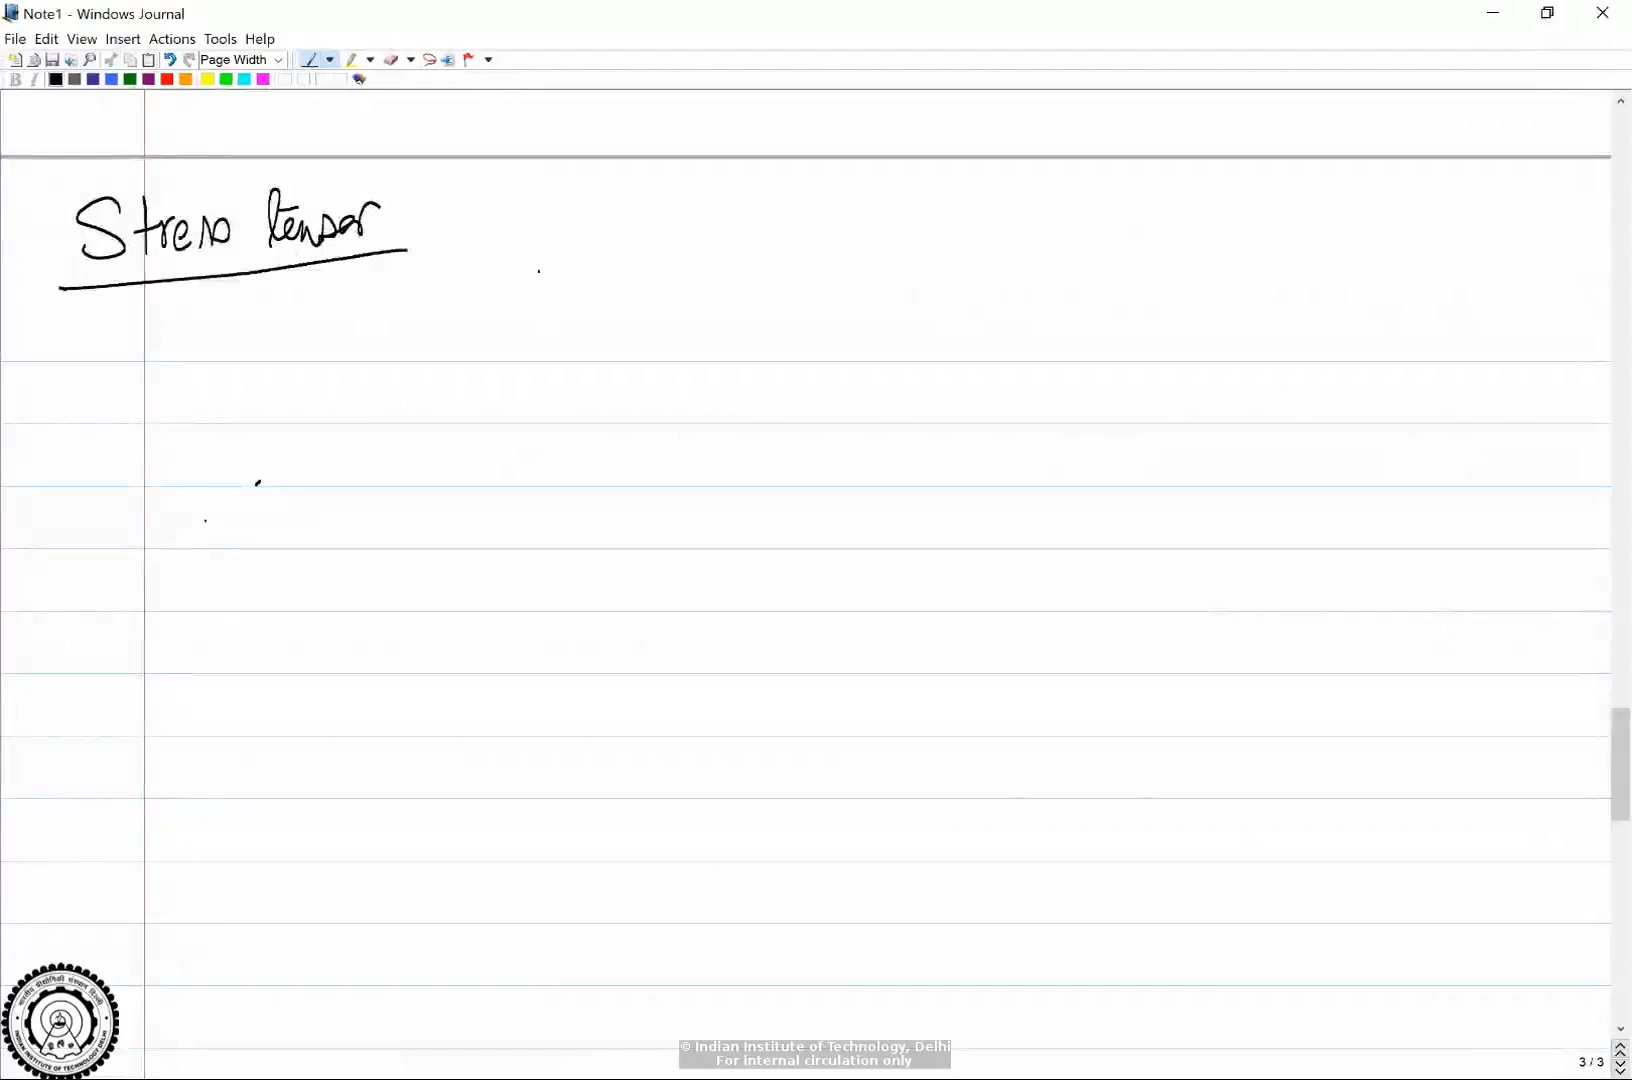 Note1 - Windows Journal
File Edit View Insert Actions Tools Help
Page Width
B I
Stress tensor
© Indian Institute of Technology, Delhi
For internal circulation only
3 / 3